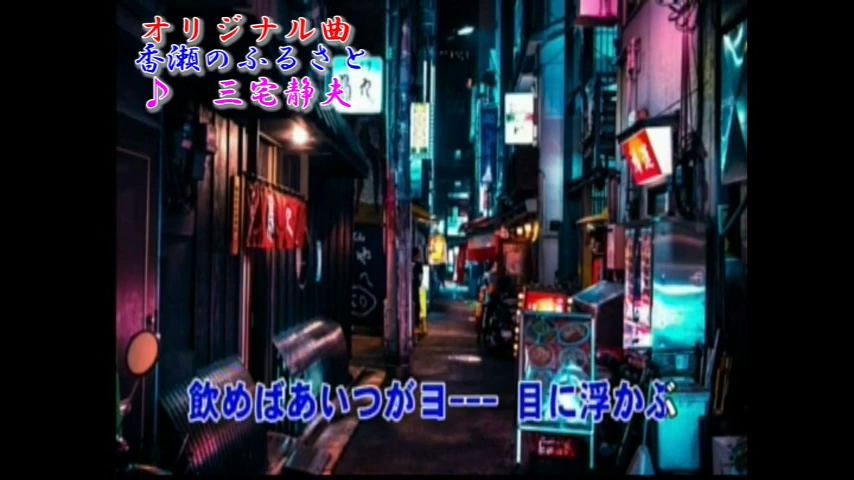 オリジナル曲
香瀬のふるさと
♪ 三宅静夫
飲めばあいつがヨ--- 目に浮かぶ